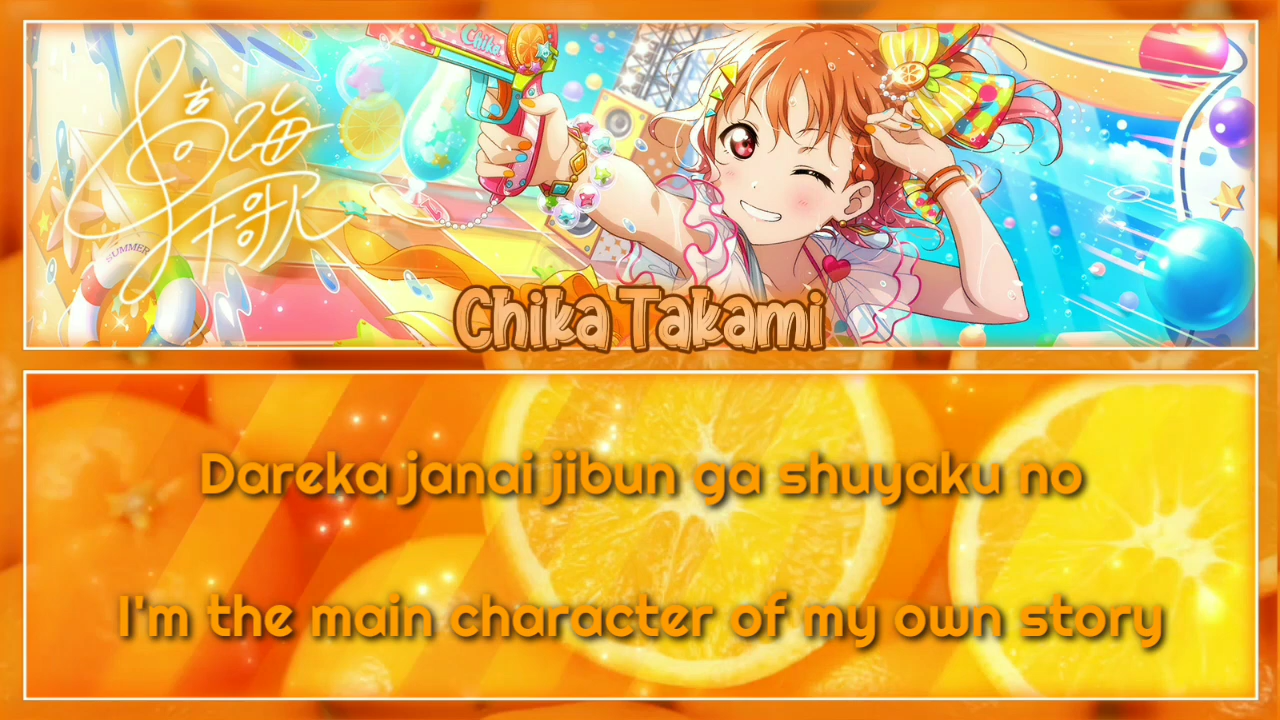 Chika
高海
千歌
SUMMER
Chika Takami
Dareka janai jibun ga shuyaku no
I'm the main character of my own story